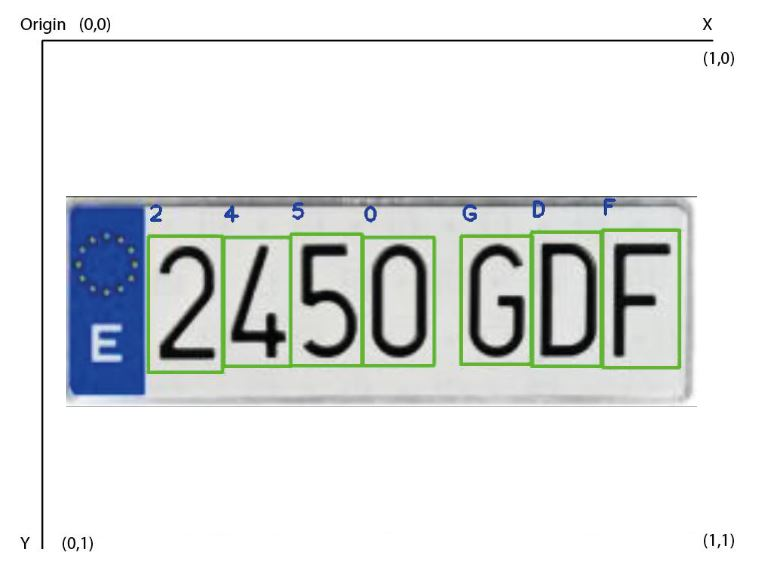 Origin (0,0) X
(1,0)
2 4 5 0 G D F
E 2450 GDF
Y (0,1) (1,1)